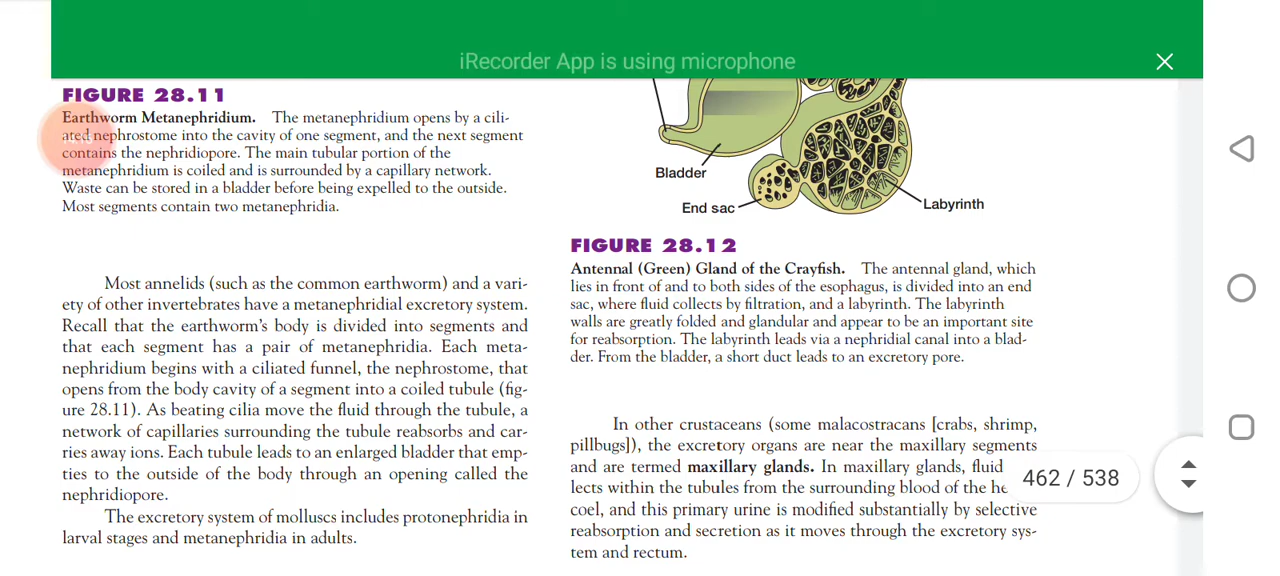 iRecorder App is using microphone
FIGURE 28.11
Earthworm Metanephridium. The metanephridium opens by a cili-
ated nephrostome into the cavity of one segment, and the next segment
contains the nephridiopore. The main tubular portion of the
metanephridium is coiled and is surrounded by a capillary network.
Waste can be stored in a bladder before being expelled to the outside.
Most segments contain two metanephridia.
Most annelids (such as the common earthworm) and a vari-
ety of other invertebrates have a metanephridial excretory system.
Recall that the earthworm's body is divided into segments and
that each segment has a pair of metanephridia. Each meta-
nephridium begins with a ciliated funnel, the nephrostome, that
opens from the body cavity of a segment into a coiled tubule (fig-
ure 28.11). As beating cilia move the fluid through the tubule, a
network of capillaries surrounding the tubule reabsorbs and car-
ries away ions. Each tubule leads to an enlarged bladder that emp-
ties to the outside of the body through an opening called the
nephridiopore.
The excretory system of molluscs includes protonephridia in
larval stages and metanephridia in adults.
Bladder
End sac
Labyrinth
FIGURE 28.12
Antennal (Green) Gland of the Crayfish. The antennal gland, which
lies in front of and to both sides of the esophagus, is divided into an end
sac, where fluid collects by filtration, and a labyrinth. The labyrinth
walls are greatly folded and glandular and appear to be an important site
for reabsorption. The labyrinth leads via a nephridial canal into a blad-
der. From the bladder, a short duct leads to an excretory pore.
In other crustaceans (some malacostracans [crabs, shrimp,
pillbugs]), the excretory organs are near the maxillary segments
and are termed maxillary glands. In maxillary glands, fluid
lects within the tubules from the surrounding blood of the he
coel, and this primary urine is modified substantially by selective
reabsorption and secretion as it moves through the excretory sys-
tem and rectum.
462 / 538